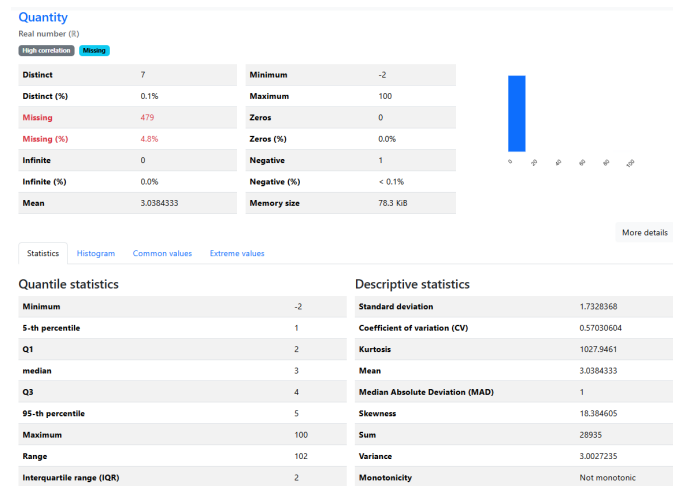 Quantity
Real number (ℝ)
High correlation Missing
Distinct 7 Minimum -2
Distinct (%) 0.1% Maximum 100
Missing 479 Zeros 0
Missing (%) 4.8% Zeros (%) 0.0%
Infinite 0 Negative 1
Infinite (%) 0.0% Negative (%) < 0.1%
Mean 3.0384333 Memory size 78.3 KiB
0 20 40 60 80 100
More details
Statistics Histogram Common values Extreme values
Quantile statistics Descriptive statistics
Minimum -2 Standard deviation 1.7328368
5-th percentile 1 Coefficient of variation (CV) 0.57030604
Q1 2 Kurtosis 1027.9461
median 3 Mean 3.0384333
Q3 4 Median Absolute Deviation (MAD) 1
95-th percentile 5 Skewness 18.384605
Maximum 100 Sum 28935
Range 102 Variance 3.0027235
Interquartile range (IQR) 2 Monotonicity Not monotonic